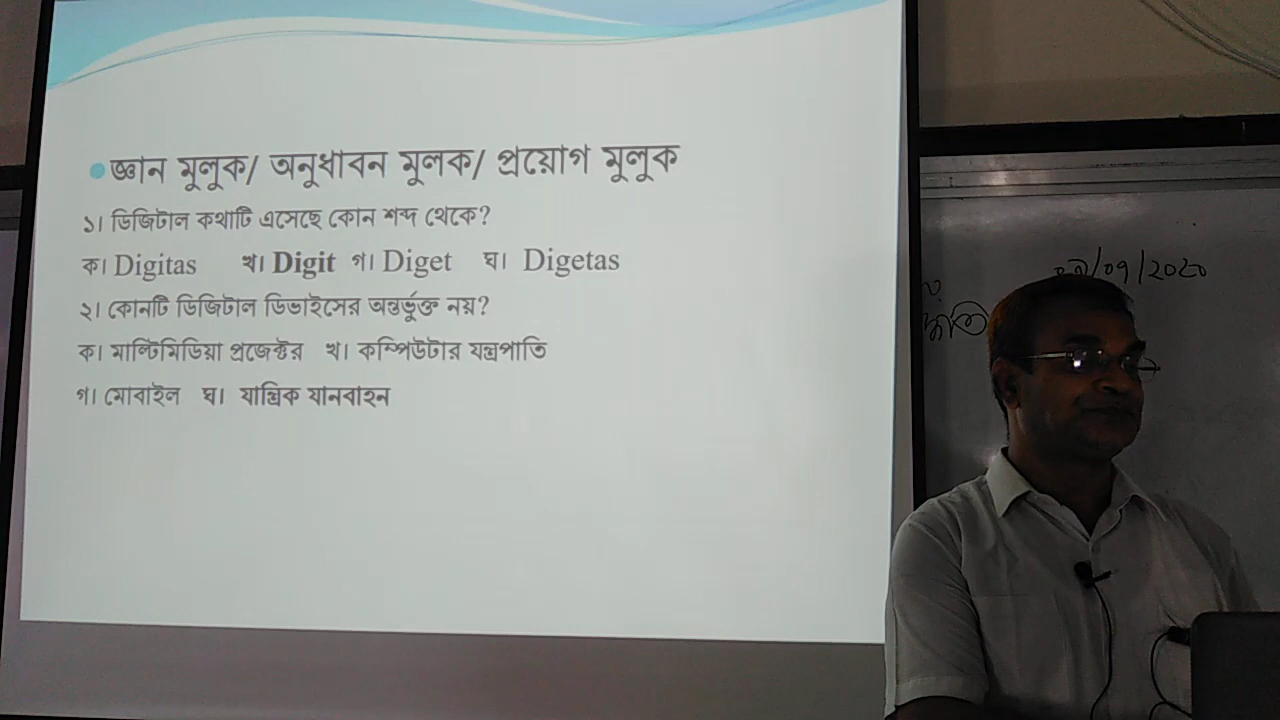 জ্ঞান মুলুক/ অনুধাবন মুলক/ প্রয়োগ মুলুক
১। ডিজিটাল কথাটি এসেছে কোন শব্দ থেকে?
ক। Digitas খ। Digit গ। Diget ঘ। Digetas
২। কোনটি ডিজিটাল ডিভাইসের অন্তর্ভুক্ত নয়?
ক। মাল্টিমিডিয়া প্রজেক্টর খ। কম্পিউটার যন্ত্রপাতি
গ। মোবাইল ঘ। যান্ত্রিক যানবাহন